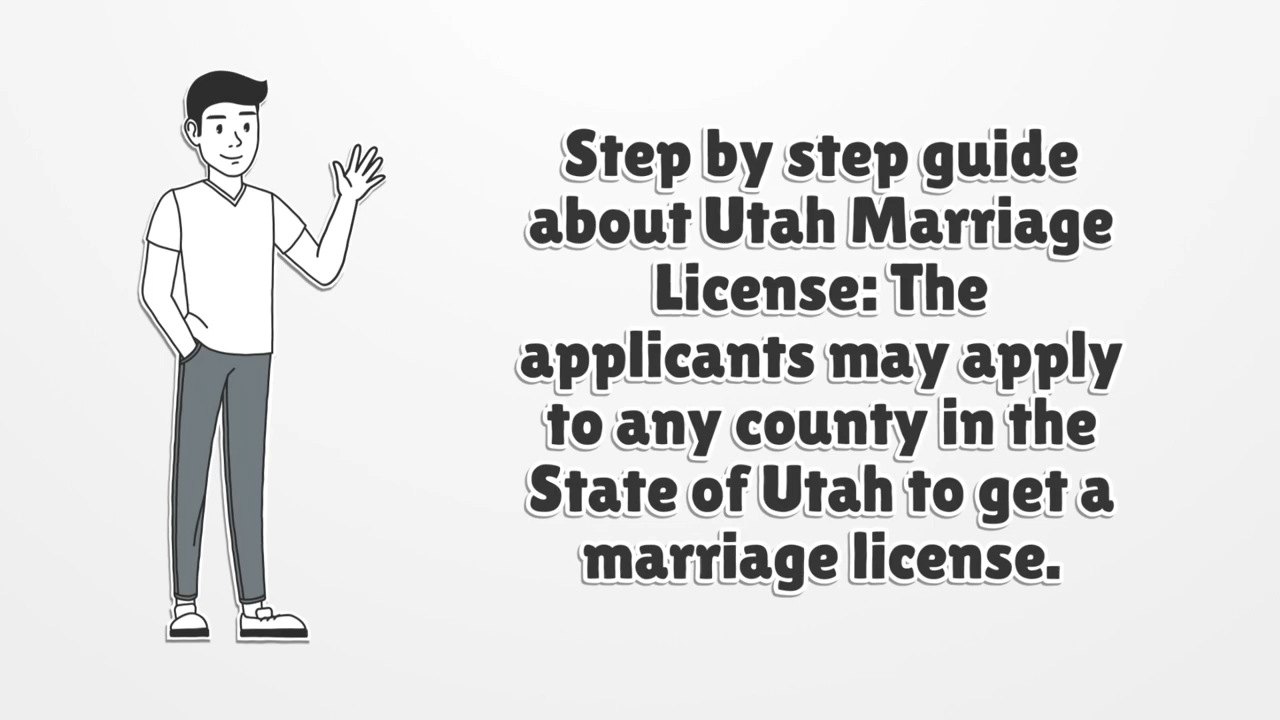 Step by step guide
about Utah Marriage
License: The
applicants may apply
to any county in the
State of Utah to get a
marriage license.